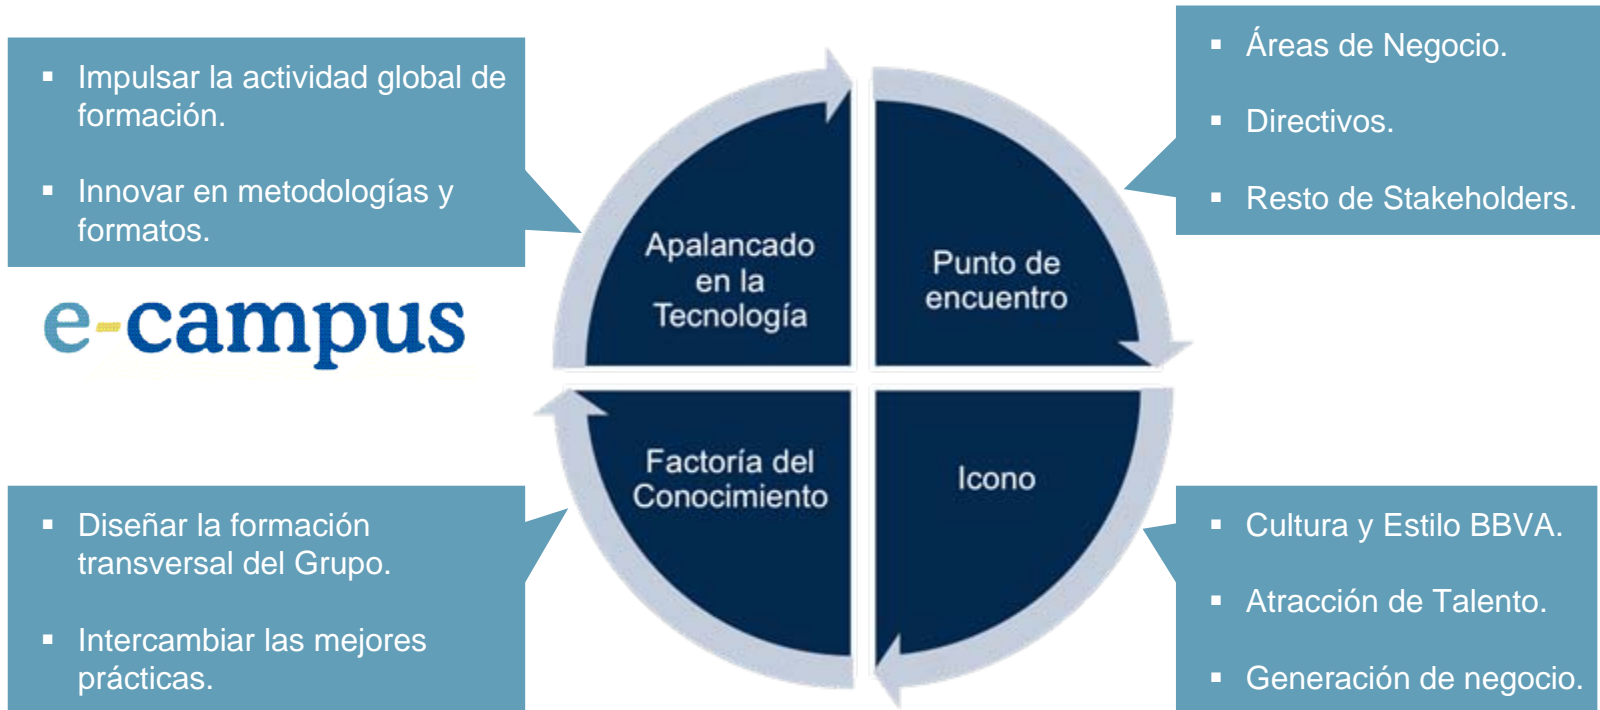 ▪ Impulsar la actividad global de
formación.
▪ Innovar en metodologías y
formatos.
e-campus
▪ Áreas de Negocio.
▪ Directivos.
▪ Resto de Stakeholders.
Apalancado
en la
Tecnología
Punto de
encuentro
Factoría del
Conocimiento
Icono
▪ Diseñar la formación
transversal del Grupo.
▪ Intercambiar las mejores
prácticas.
▪ Cultura y Estilo BBVA.
▪ Atracción de Talento.
▪ Generación de negocio.